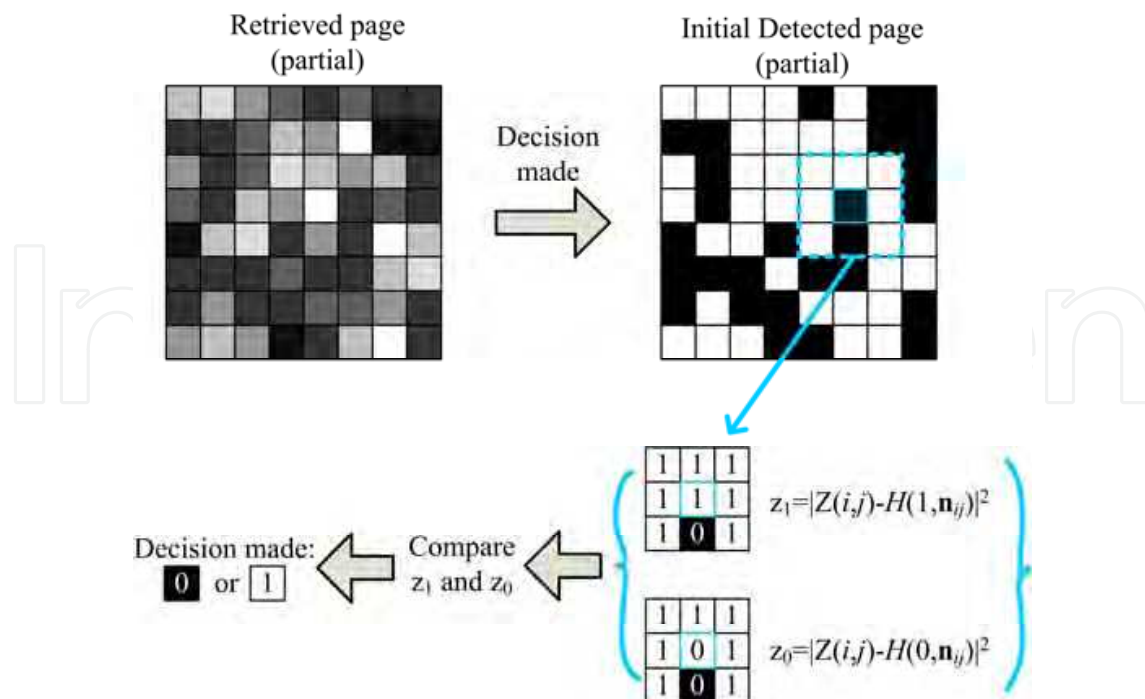 Retrieved page
(partial)
Initial Detected page
(partial)
Decision
made
1 1 1
1 1 1
1 0 1
z₁=|Z(i,j)-H(1,n_ij)|²
Decision made:
0 or 1
Compare
z₁ and z₀
1 1 1
1 0 1
1 0 1
z₀=|Z(i,j)-H(0,n_ij)|²